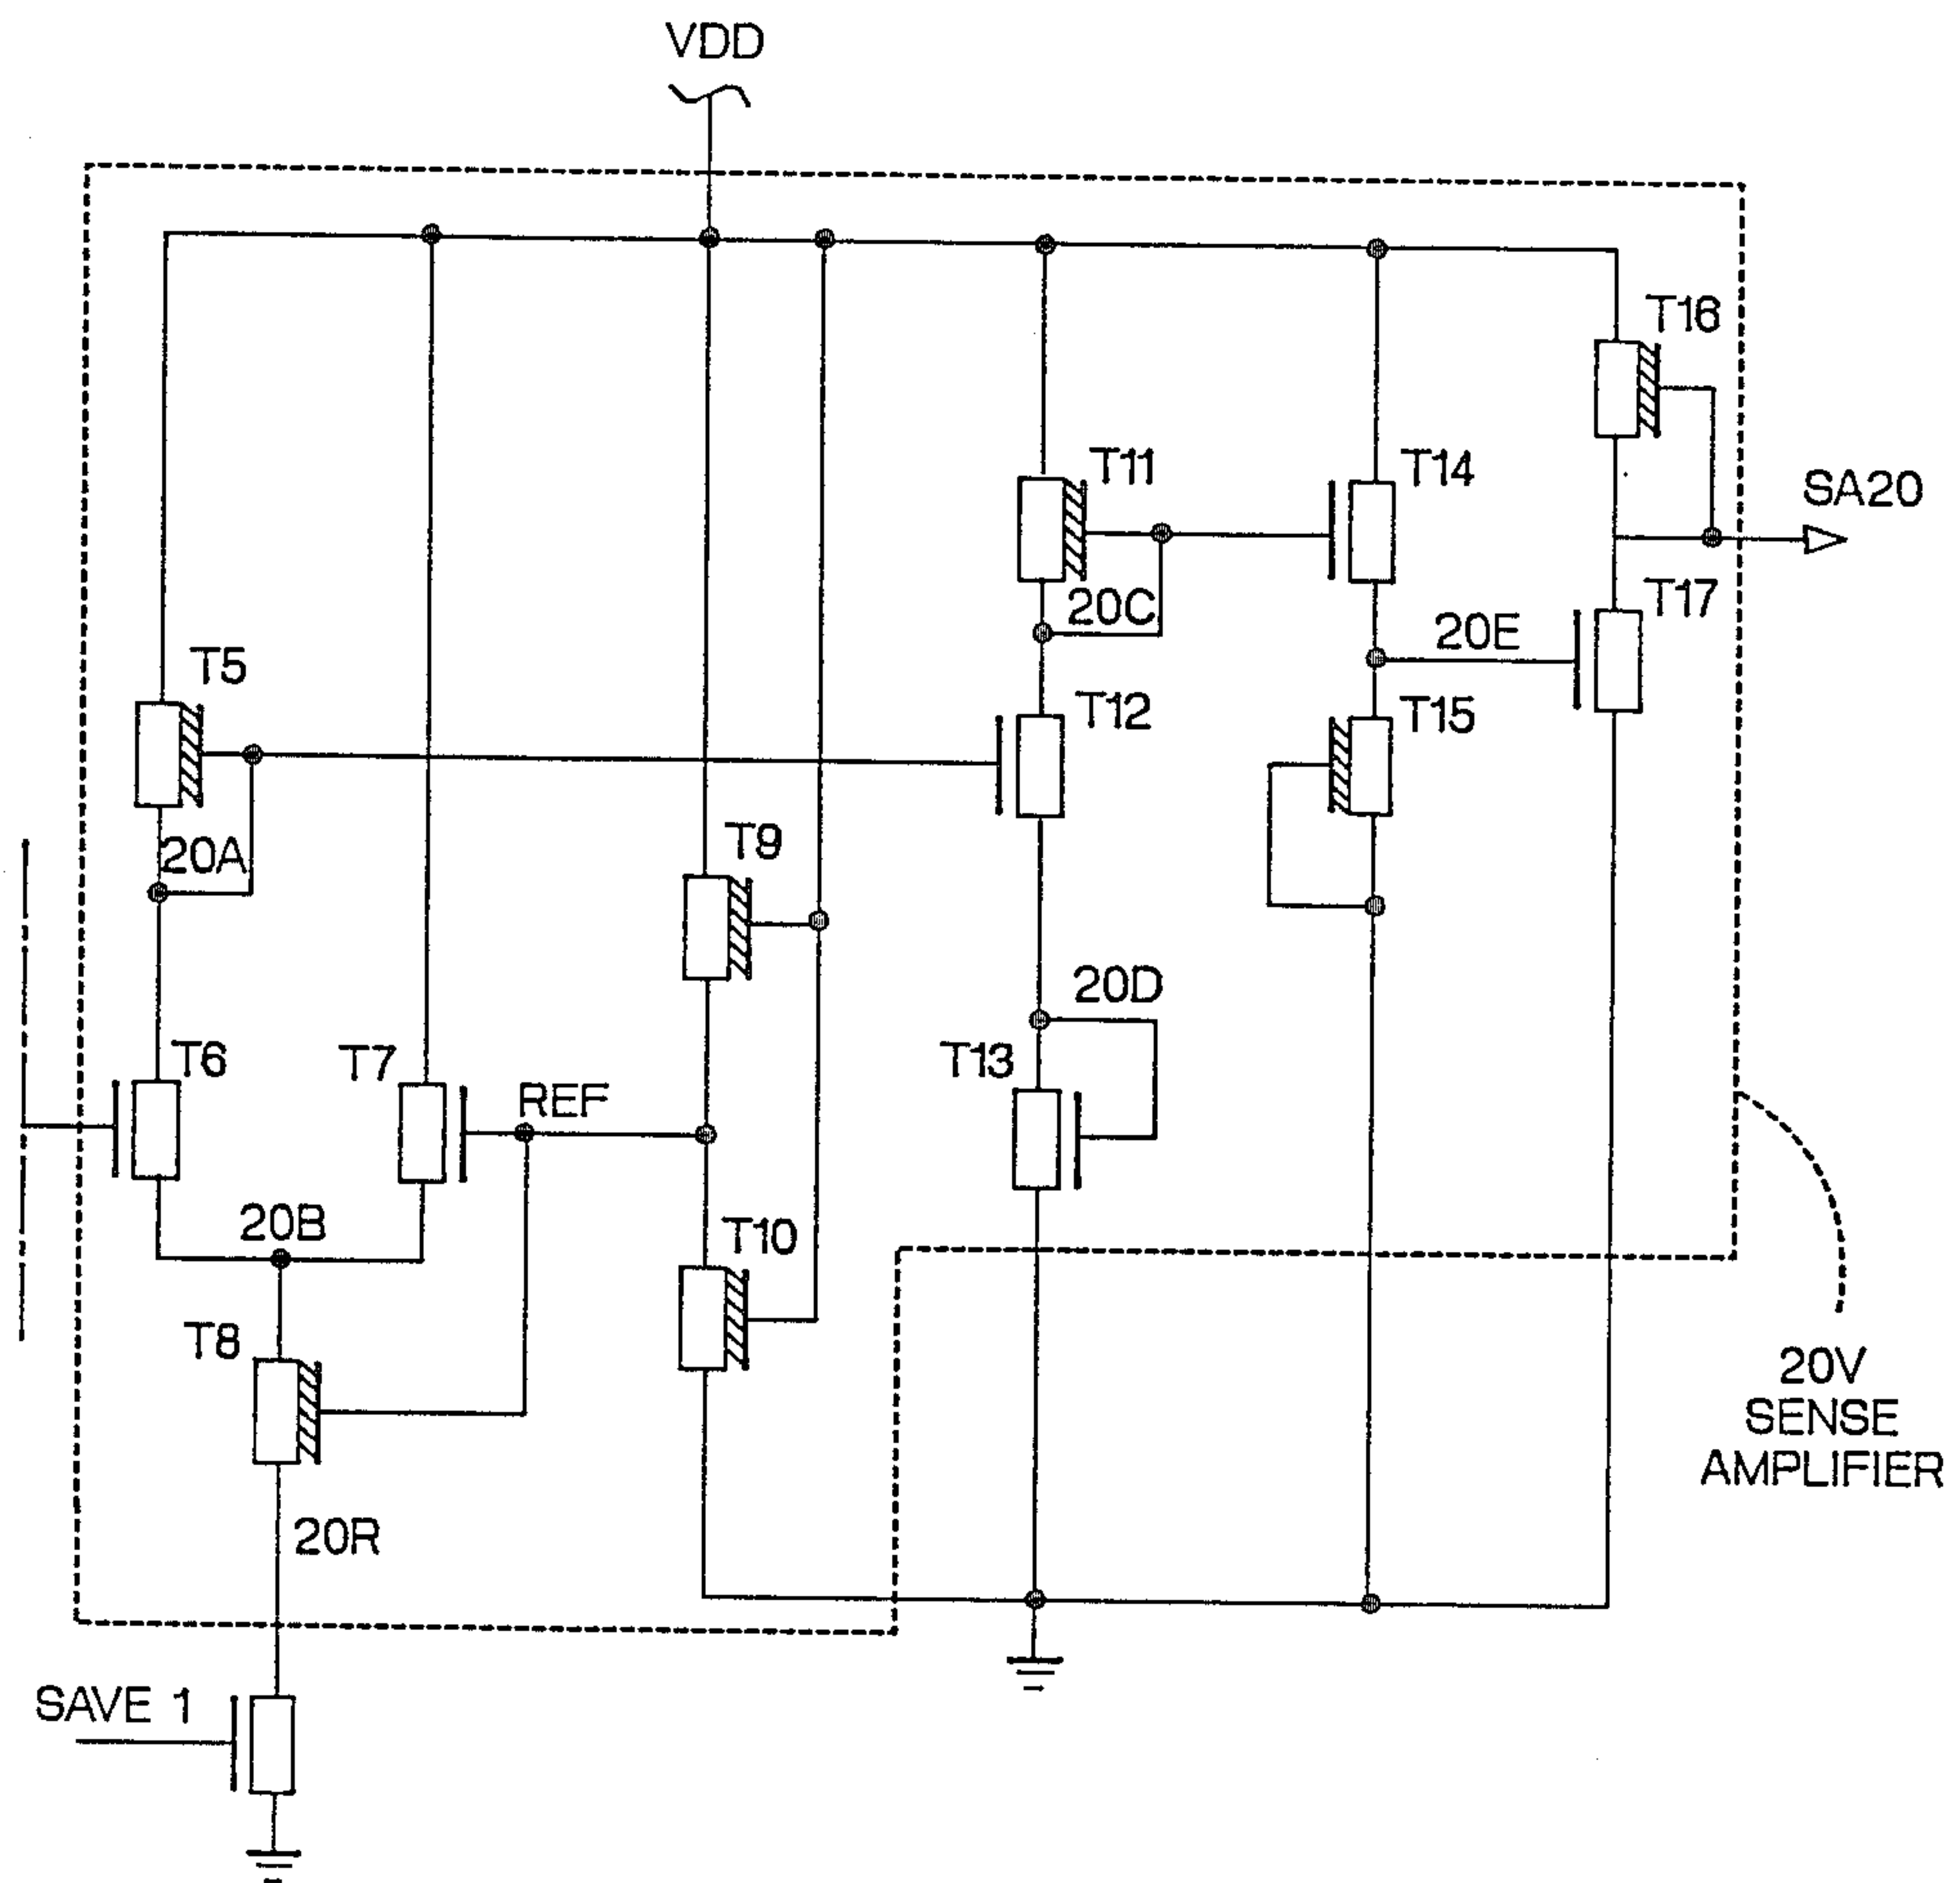 VDD
T16
T11
T14
SA20
20C
T17
20E
T5
T12
T15
20A
T9
20D
T6
T7
REF
T13
20B
T10
T8
20V
SENSE
AMPLIFIER
20R
SAVE 1